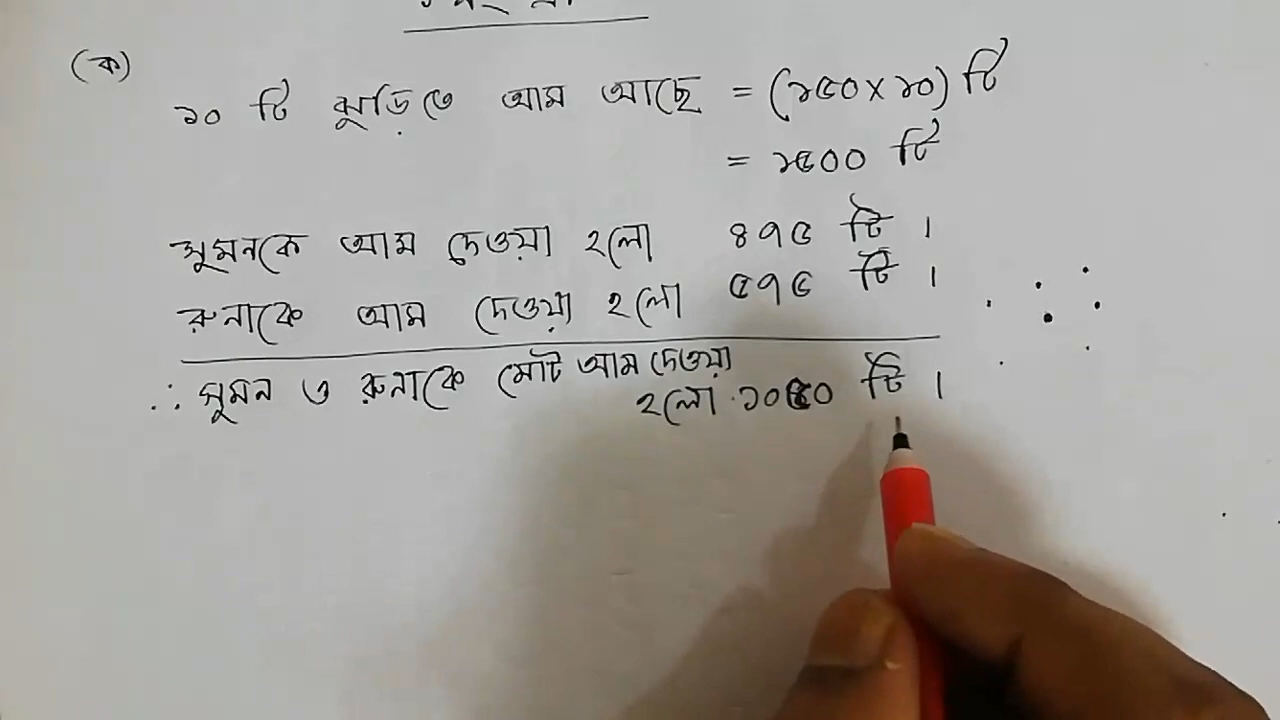 (ক)
১০ টি ঝুড়িতে আম আছে = (১৫০ × ১০) টি
= ১৫০০ টি
সুমনকে আম দেওয়া হলো ৪৭৫ টি ।
রুনাকে আম দেওয়া হলো ৫৭৫ টি ।
∴ সুমন ও রুনাকে মোট আম দেওয়া
হলো ১০৫০ টি ।